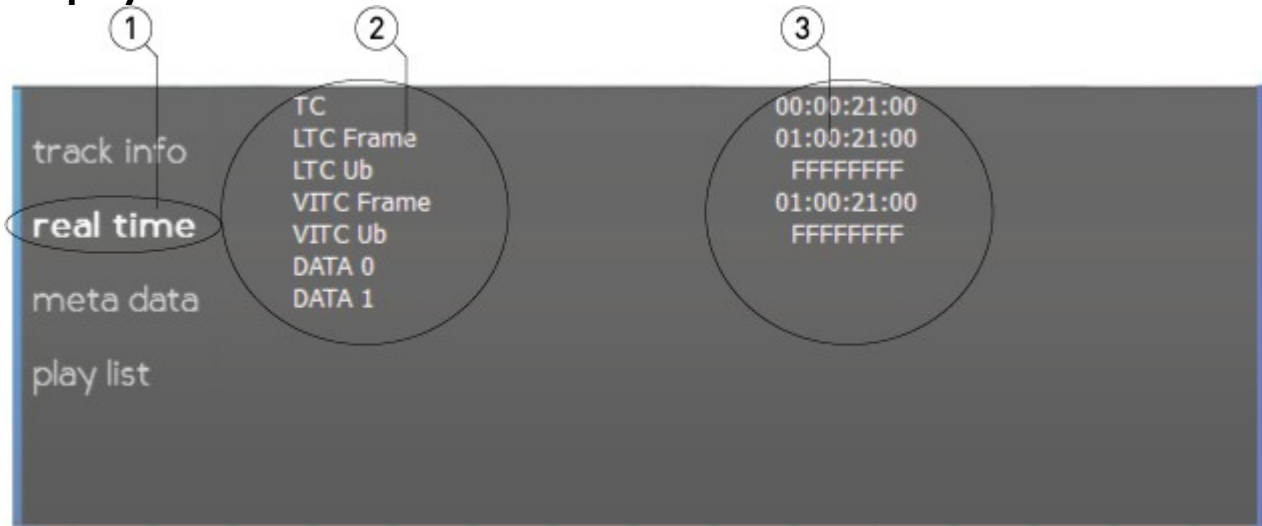 1 2 3
TC 00:00:21:00
track info LTC Frame 01:00:21:00
LTC Ub FFFFFFFF
real time VITC Frame 01:00:21:00
VITC Ub FFFFFFFF
DATA 0
meta data DATA 1
play list